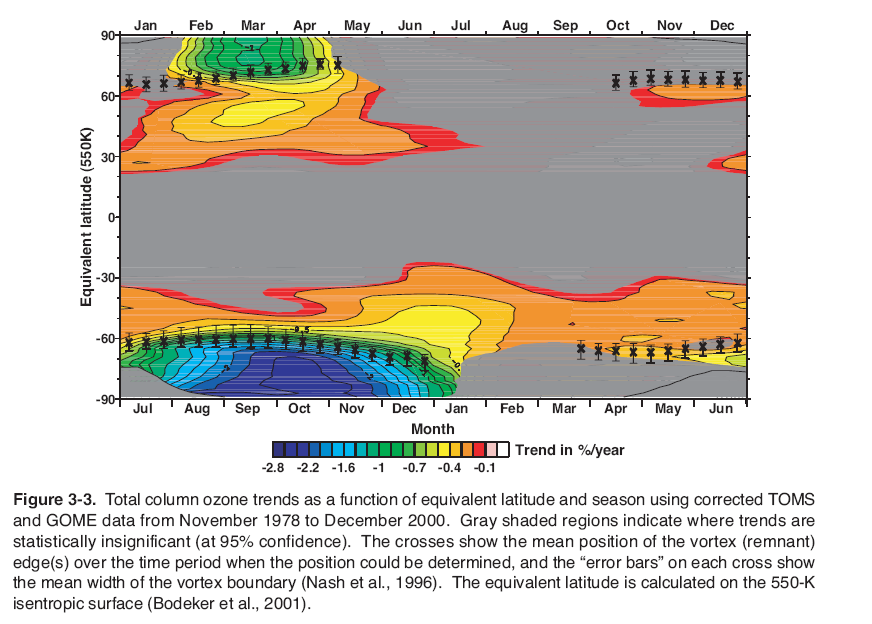 Jan Feb Mar Apr May Jun Jul Aug Sep Oct Nov Dec
90
60
30
0
-30
-60
-90
Equivalent latitude (550K)
Jul Aug Sep Oct Nov Dec Jan Feb Mar Apr May Jun
Month
Trend in %/year
-2.8 -2.2 -1.6 -1 -0.7 -0.4 -0.1
Figure 3-3. Total column ozone trends as a function of equivalent latitude and season using corrected TOMS
and GOME data from November 1978 to December 2000. Gray shaded regions indicate where trends are
statistically insignificant (at 95% confidence). The crosses show the mean position of the vortex (remnant)
edge(s) over the time period when the position could be determined, and the “error bars” on each cross show
the mean width of the vortex boundary (Nash et al., 1996). The equivalent latitude is calculated on the 550-K
isentropic surface (Bodeker et al., 2001).